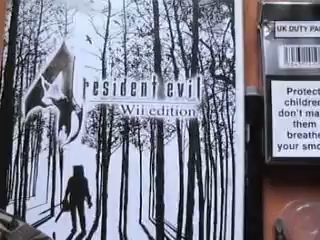 4
resident evil
Wii edition
UK DUTY PA
Protect
children
don't ma
them
breathe
your smo